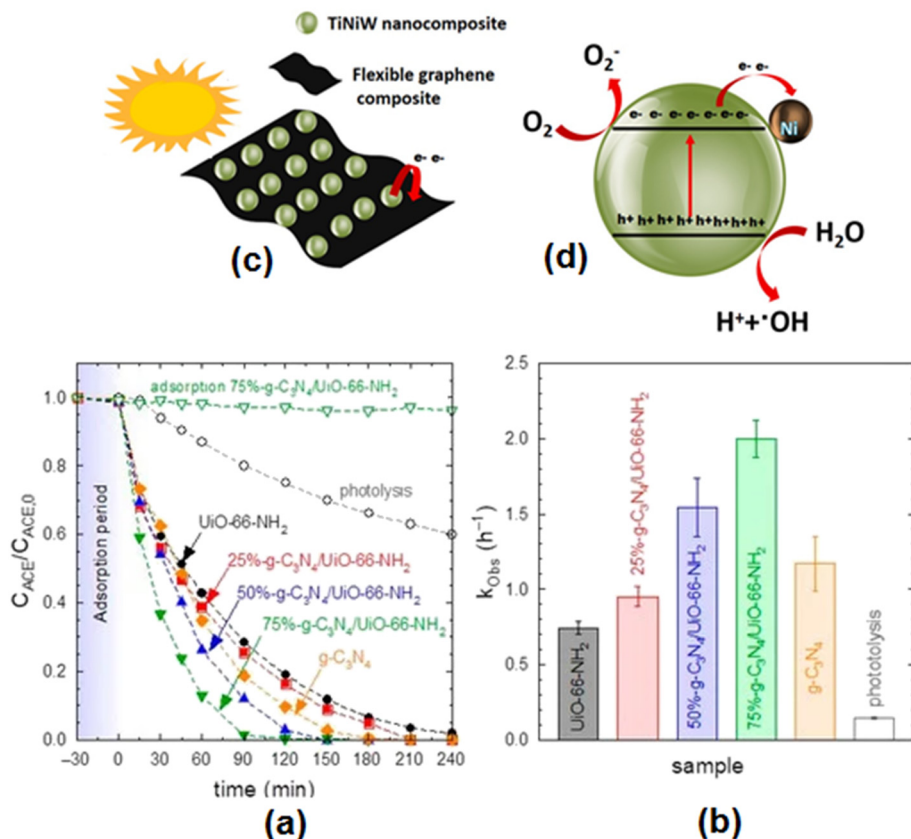 TiNiW nanocomposite
Flexible graphene
composite
e- e-
(c)
O₂⁻
O₂
e- e-
e- e- e- e- e- e- e-
Ni
h+ h+ h+ h+ h+ h+ h+ h+
H₂O
H⁺+•OH
(d)
C_ACE/C_ACE,0
1.0
0.8
0.6
0.4
0.2
0.0
Adsorption period
adsorption 75%-g-C₃N₄/UiO-66-NH₂
photolysis
UiO-66-NH₂
25%-g-C₃N₄/UiO-66-NH₂
50%-g-C₃N₄/UiO-66-NH₂
75%-g-C₃N₄/UiO-66-NH₂
g-C₃N₄
-30 0 30 60 90 120 150 180 210 240
time (min)
(a)
k_Obs (h⁻¹)
2.5
2.0
1.5
1.0
0.5
0.0
UiO-66-NH₂
25%-g-C₃N₄/UiO-66-NH₂
50%-g-C₃N₄/UiO-66-NH₂
75%-g-C₃N₄/UiO-66-NH₂
g-C₃N₄
photolysis
sample
(b)